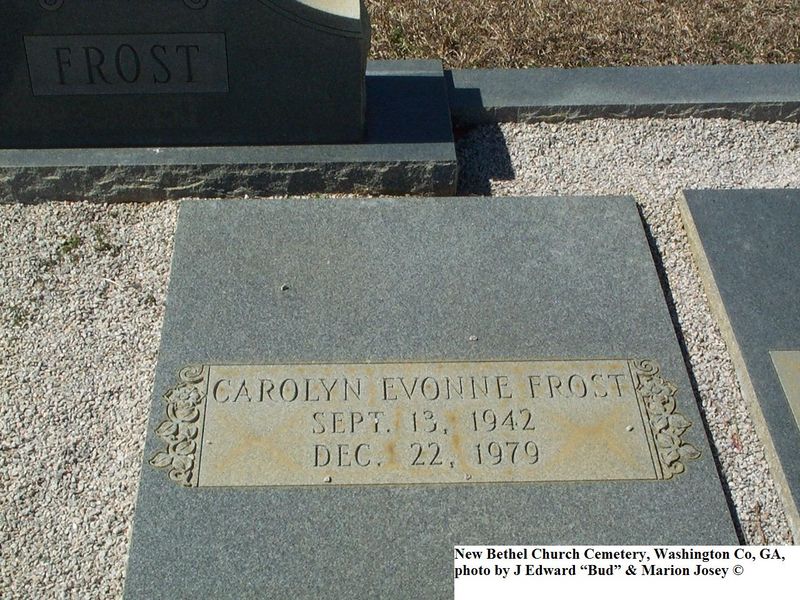 FROST
CAROLYN EVONNE FROST
SEPT. 13, 1942
DEC. 22, 1979
New Bethel Church Cemetery, Washington Co, GA,
photo by J Edward “Bud” & Marion Josey ©